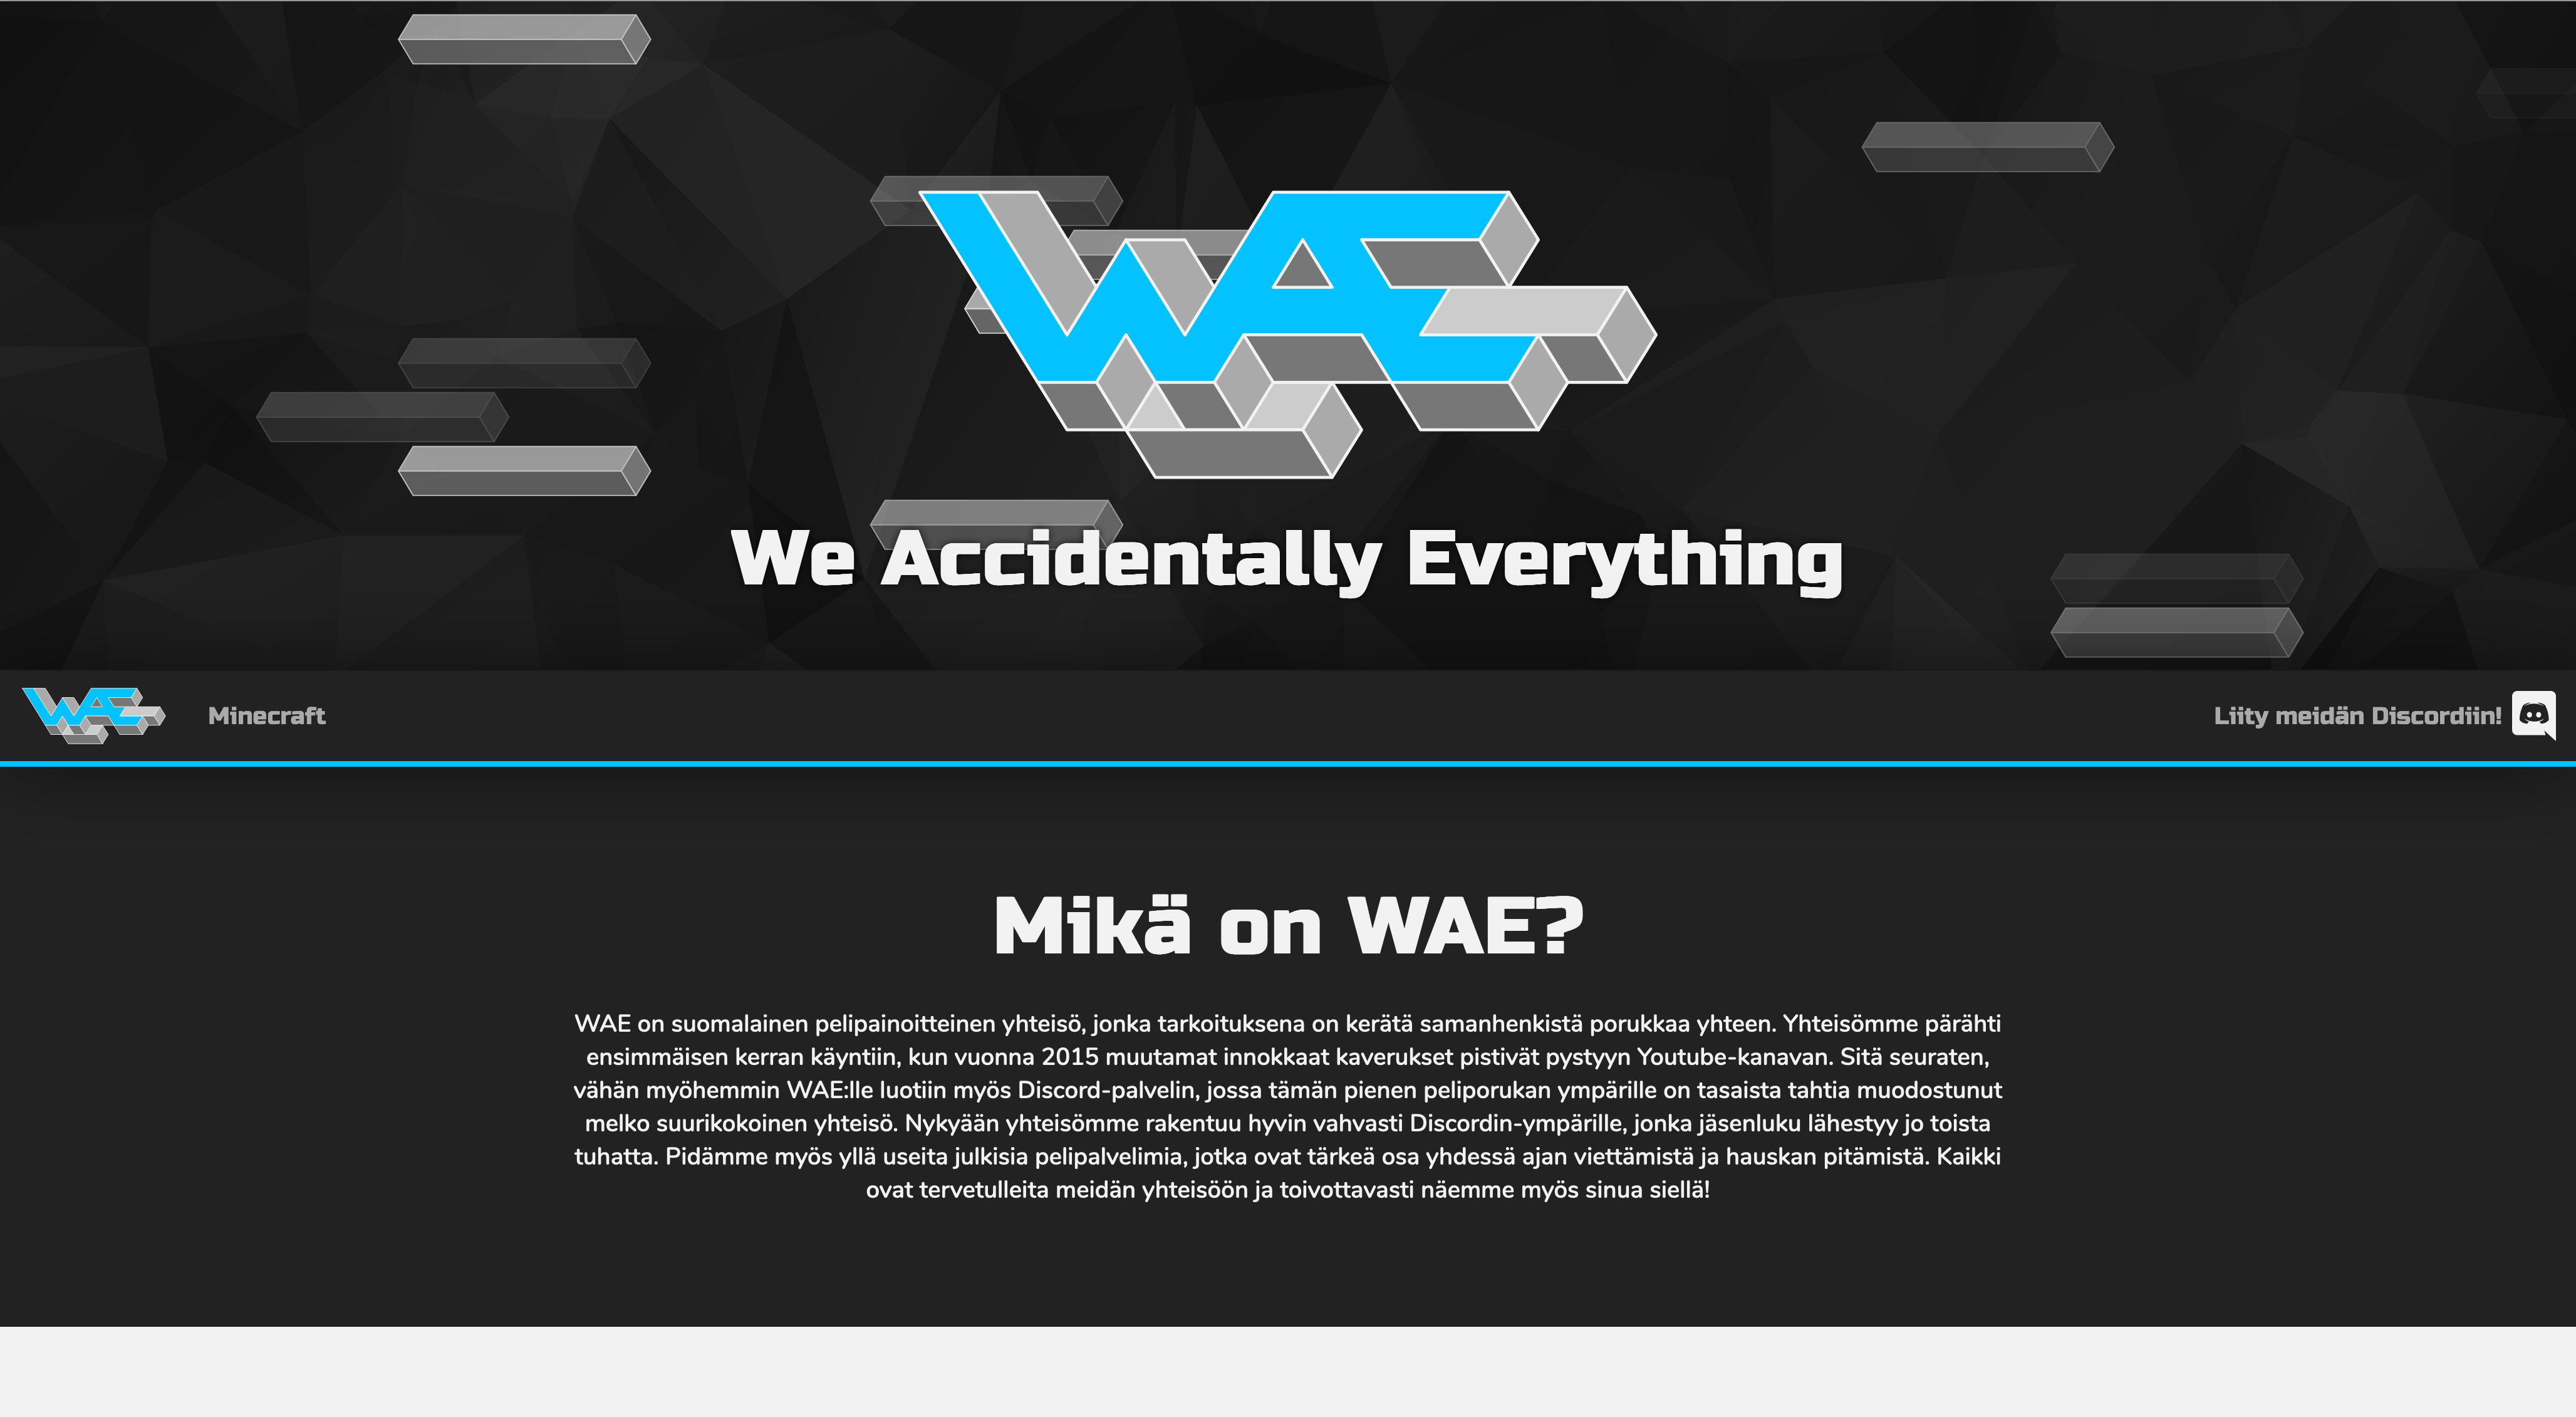 WAE
We Accidentally Everything
WAE
Minecraft
Liity meidän Discordiin!
Mikä on WAE?
WAE on suomalainen pelipainoitteinen yhteisö, jonka tarkoituksena on kerätä samanhenkistä porukkaa yhteen. Yhteisömme pärähti
ensimmäisen kerran käyntiin, kun vuonna 2015 muutamat innokkaat kaverukset pistivät pystyyn Youtube-kanavan. Sitä seuraten,
vähän myöhemmin WAE:lle luotiin myös Discord-palvelin, jossa tämän pienen peliporukan ympärille on tasaista tahtia muodostunut
melko suurikokoinen yhteisö. Nykyään yhteisömme rakentuu hyvin vahvasti Discordin-ympärille, jonka jäsenluku lähestyy jo toista
tuhatta. Pidämme myös yllä useita julkisia pelipalvelimia, jotka ovat tärkeä osa yhdessä ajan viettämistä ja hauskan pitämistä. Kaikki
ovat tervetulleita meidän yhteisöön ja toivottavasti näemme myös sinua siellä!